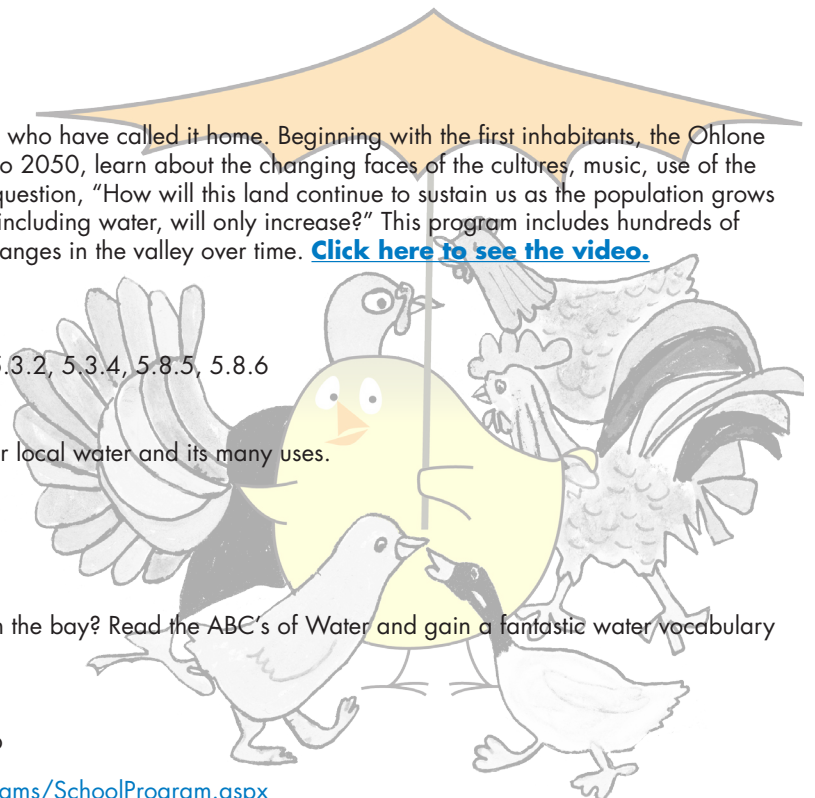 who have called it home. Beginning with the first inhabitants, the Ohlone
o 2050, learn about the changing faces of the cultures, music, use of the
question, “How will this land continue to sustain us as the population grows
including water, will only increase?” This program includes hundreds of
anges in the valley over time. Click here to see the video.
5.3.2, 5.3.4, 5.8.5, 5.8.6
r local water and its many uses.
n the bay? Read the ABC’s of Water and gain a fantastic water vocabulary
ams/SchoolProgram.aspx